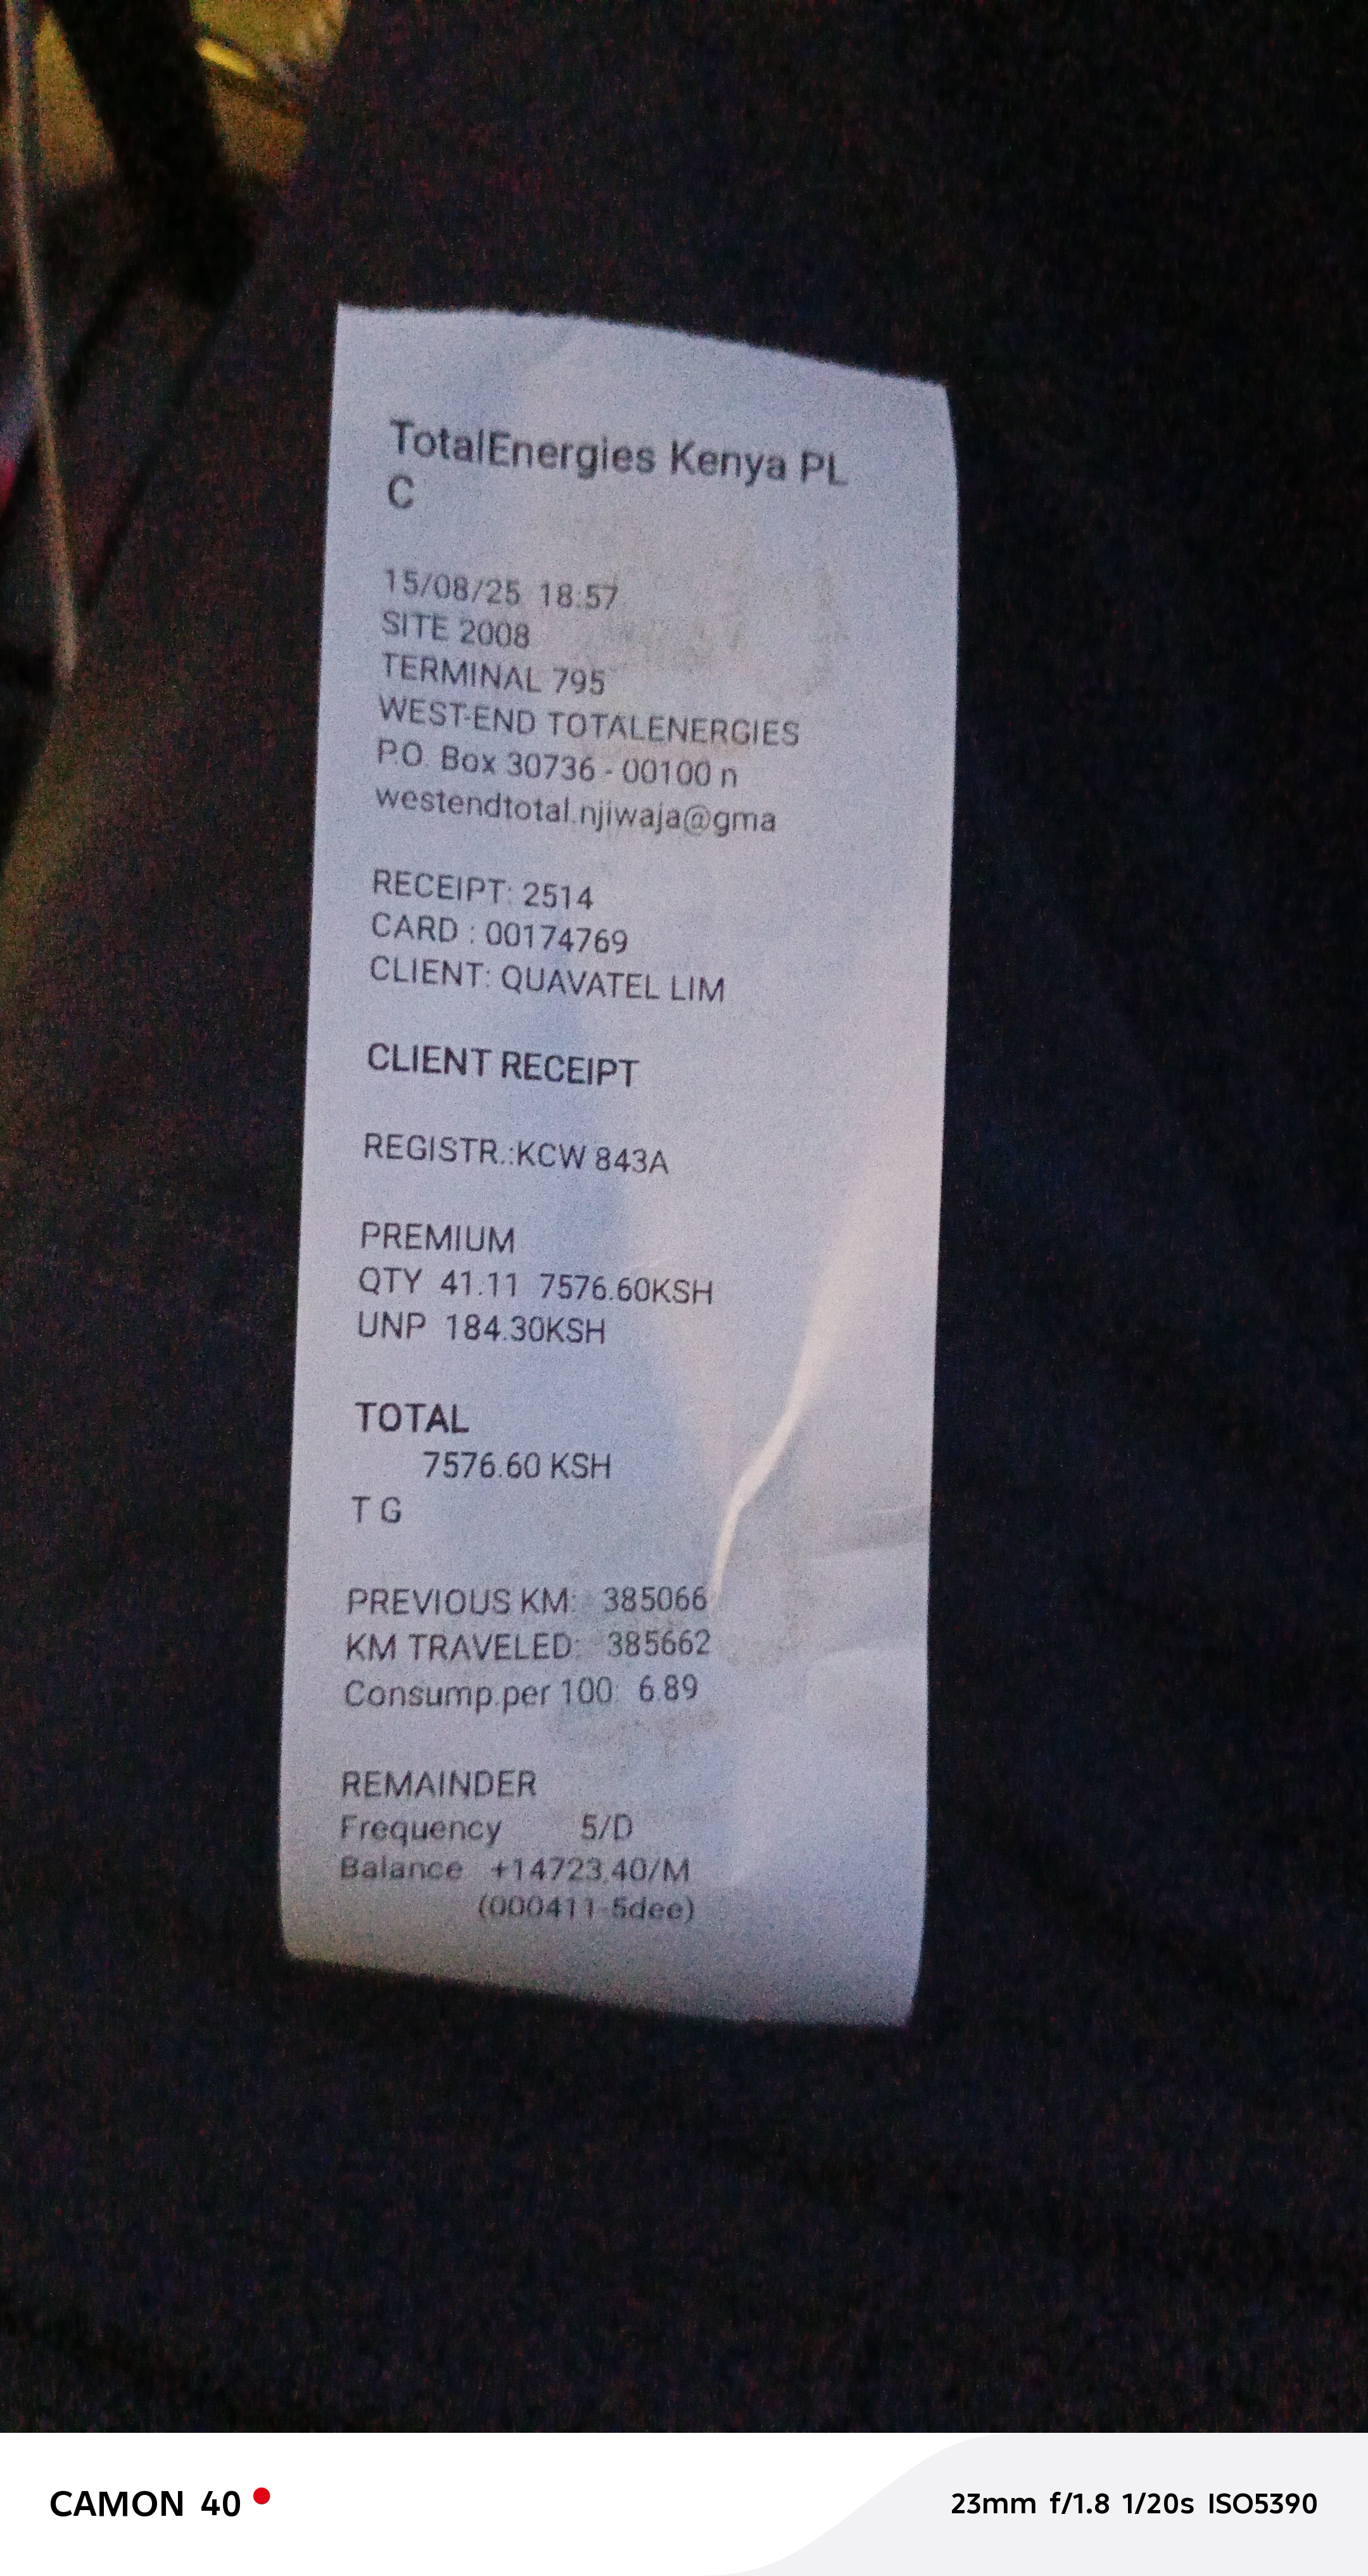 TotalEnergies Kenya PL
C
15/08/25 18:57
SITE 2008
TERMINAL 795
WEST-END TOTALENERGIES
P.O. Box 30736 - 00100 n
westendtotal.njiwaja@gma
RECEIPT: 2514
CARD : 00174769
CLIENT: QUAVATEL LIM
CLIENT RECEIPT
REGISTR.:KCW 843A
PREMIUM
QTY 41.11 7576.60KSH
UNP 184.30KSH
TOTAL
7576.60 KSH
T G
PREVIOUS KM: 385066
KM TRAVELED: 385662
Consump.per 100: 6.89
REMAINDER
Frequency 5/D
Balance +14723.40/M
(000411-5dee)
CAMON 40
23mm f/1.8 1/20s ISO5390